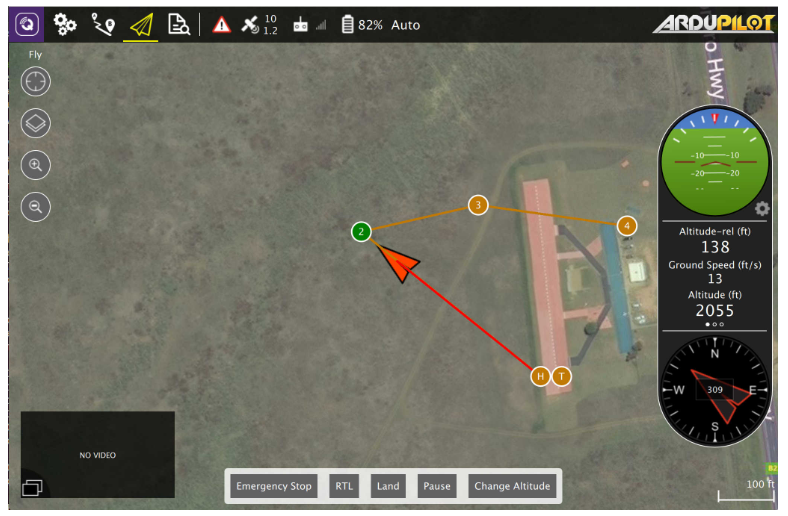 10
1.2
82%
Auto
ARDUPILOT
Fly
ro Hwy
2
3
4
H
T
-10
-10
-20
-20
--
--
Altitude-rel (ft)
138
Ground Speed (ft/s)
13
Altitude (ft)
2055
N
W
309
E
S
NO VIDEO
Emergency Stop
RTL
Land
Pause
Change Altitude
82
100 ft